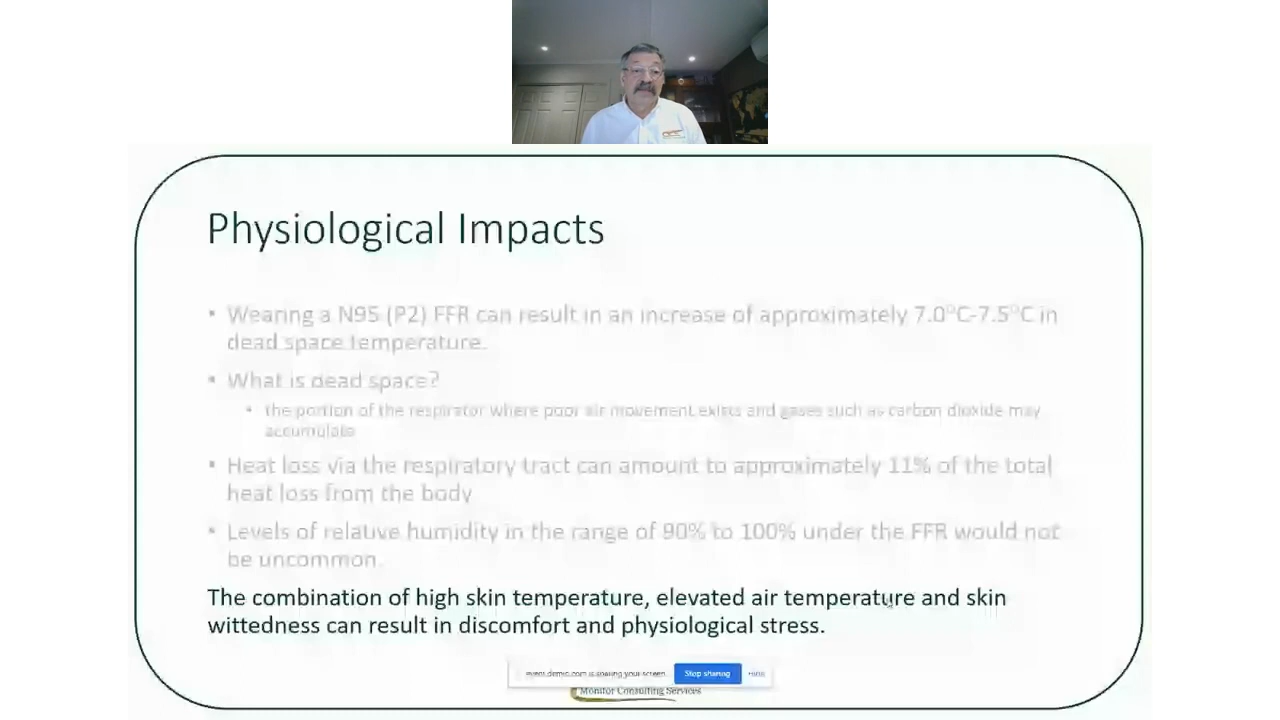 Physiological Impacts
• Wearing a N95 (P2) FFR can result in an increase of approximately 7.0°C-7.5°C in
dead space temperature.
• What is dead space?
• the portion of the respirator where poor air movement exists and gases such as carbon dioxide may
accumulate
• Heat loss via the respiratory tract can amount to approximately 11% of the total
heat loss from the body
• Levels of relative humidity in the range of 90% to 100% under the FFR would not
be uncommon.
The combination of high skin temperature, elevated air temperature and skin
wittedness can result in discomfort and physiological stress.
is sharing your screen. Stop sharing Hide
Monitor Consulting Services